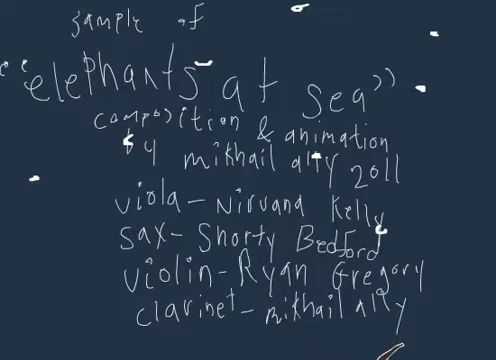 sample of
"elephants at sea"
composition & animation
by mikhail alty 2011
viola - Nirvana Kelly
Sax - Shorty Bedford
violin - Ryan Gregory
clarinet - mikhail alty